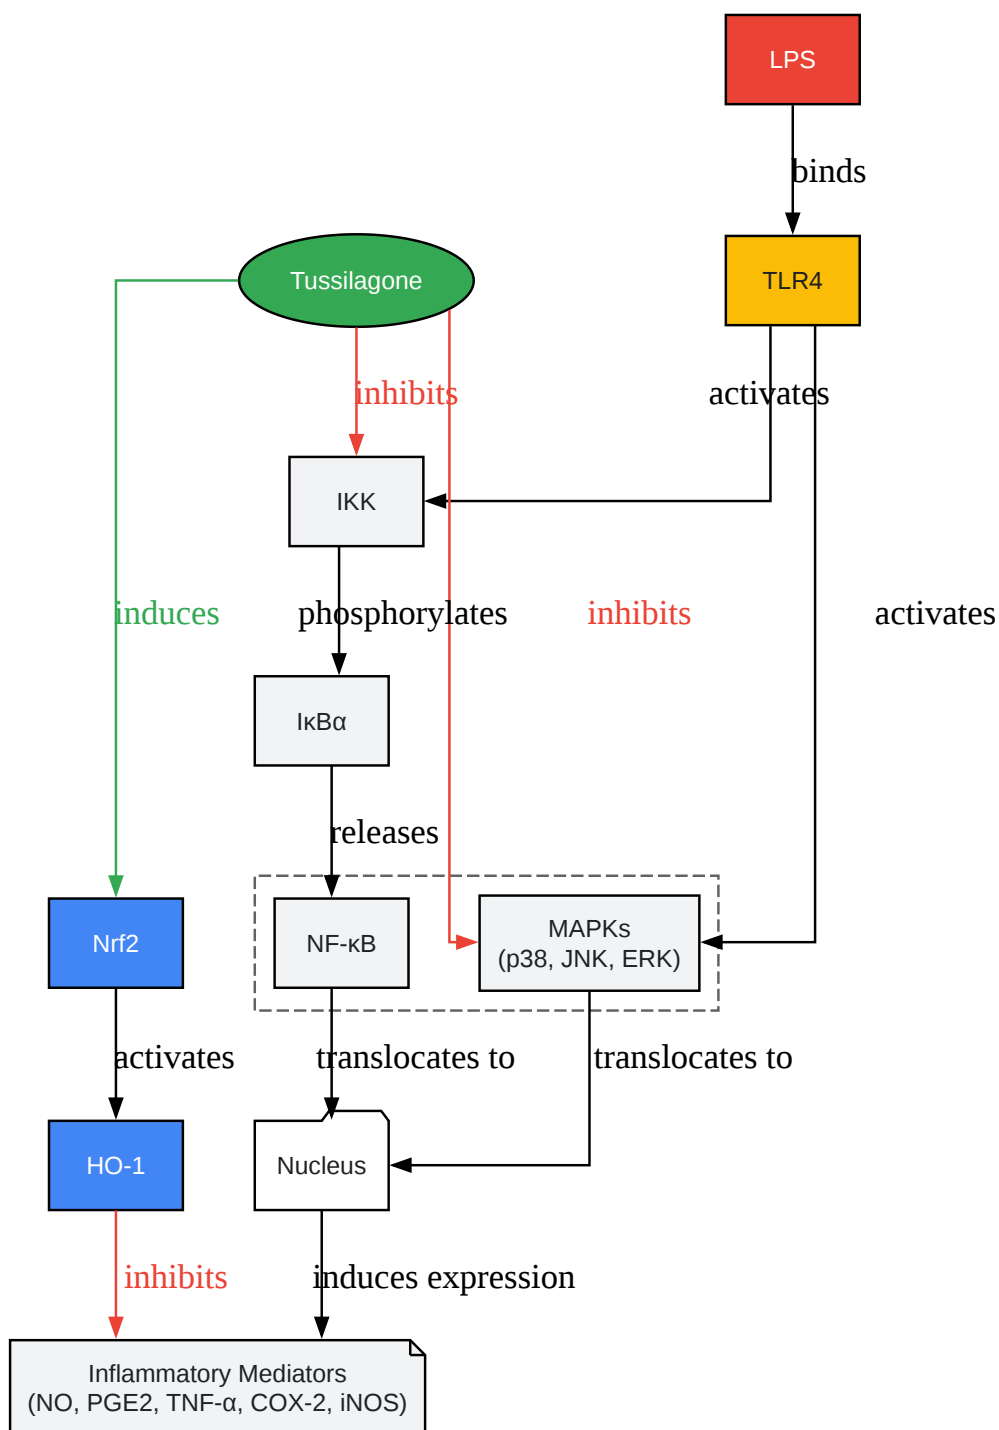 LPS
binds
Tussilagone
TLR4
inhibits
activates
IKK
induces
phosphorylates
inhibits
activates
IκBα
releases
Nrf2
NF-κB
MAPKs
(p38, JNK, ERK)
activates
translocates to
translocates to
HO-1
Nucleus
inhibits
induces expression
Inflammatory Mediators
(NO, PGE2, TNF-α, COX-2, iNOS)